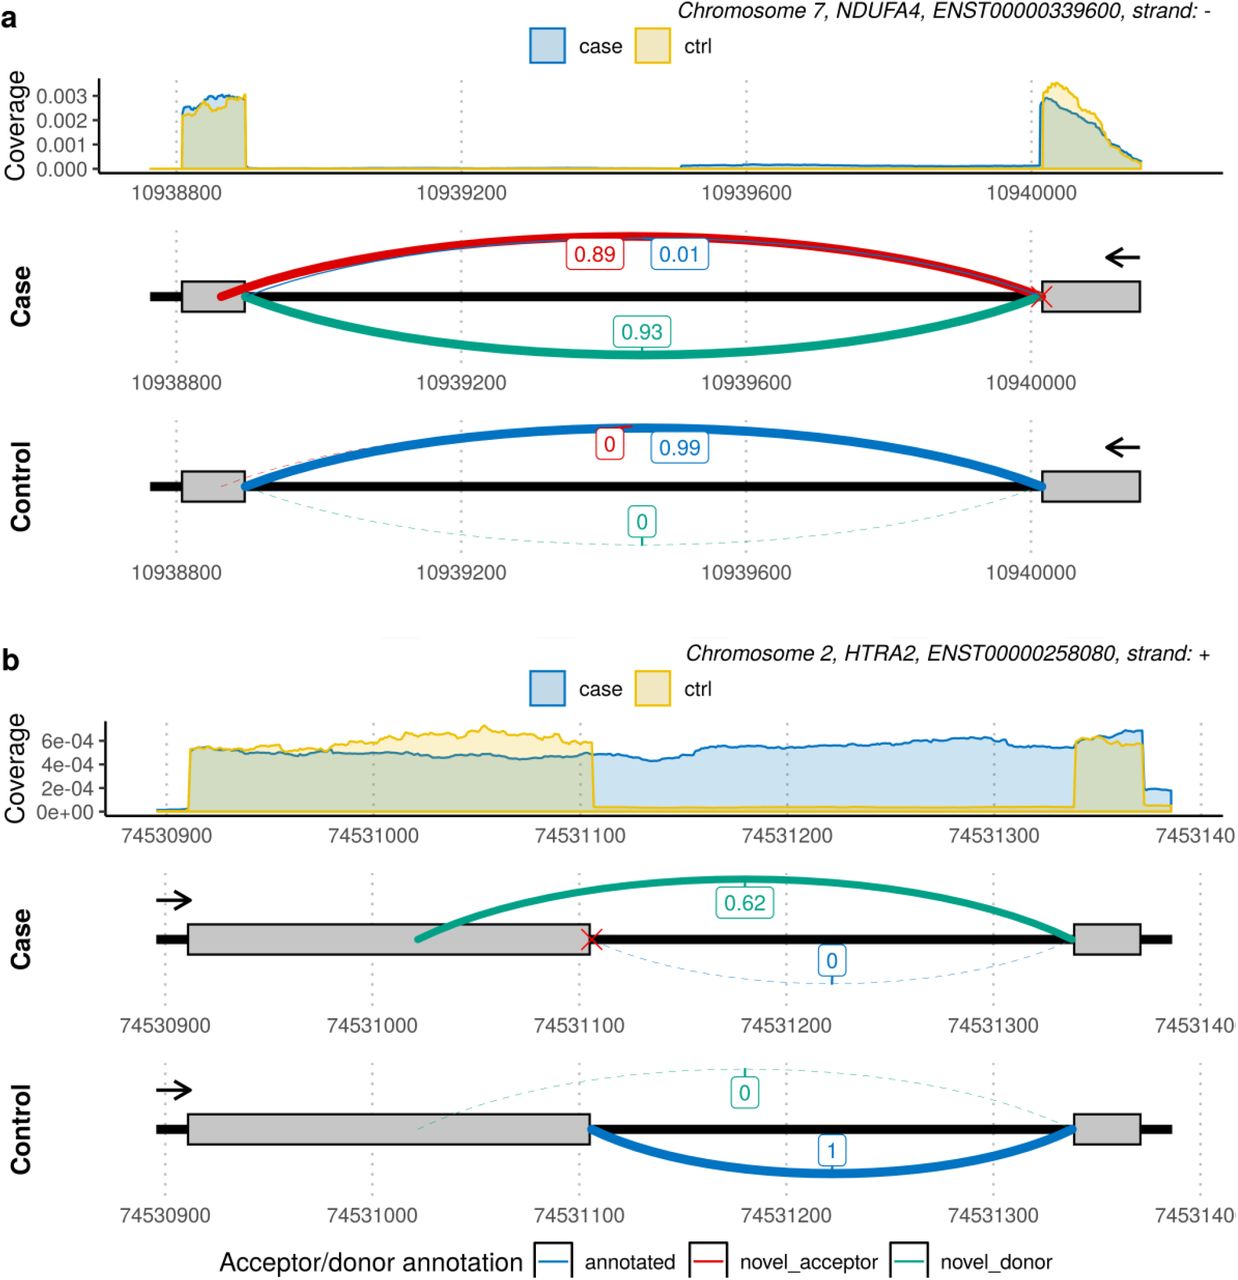 a
Chromosome 7, NDUFA4, ENST00000339600, strand: -
case ctrl
Coverage
0.003
0.002
0.001
0.000
10938800 10939200 10939600 10940000
Case
0.89 0.01
0.93
10938800 10939200 10939600 10940000
Control
0 0.99
0
10938800 10939200 10939600 10940000
b
Chromosome 2, HTRA2, ENST00000258080, strand: +
case ctrl
Coverage
6e-04
4e-04
2e-04
0e+00
74530900 74531000 74531100 74531200 74531300 7453140
Case
0.62
0
74530900 74531000 74531100 74531200 74531300 7453140
Control
0
1
74530900 74531000 74531100 74531200 74531300 7453140
Acceptor/donor annotation annotated novel_acceptor novel_donor